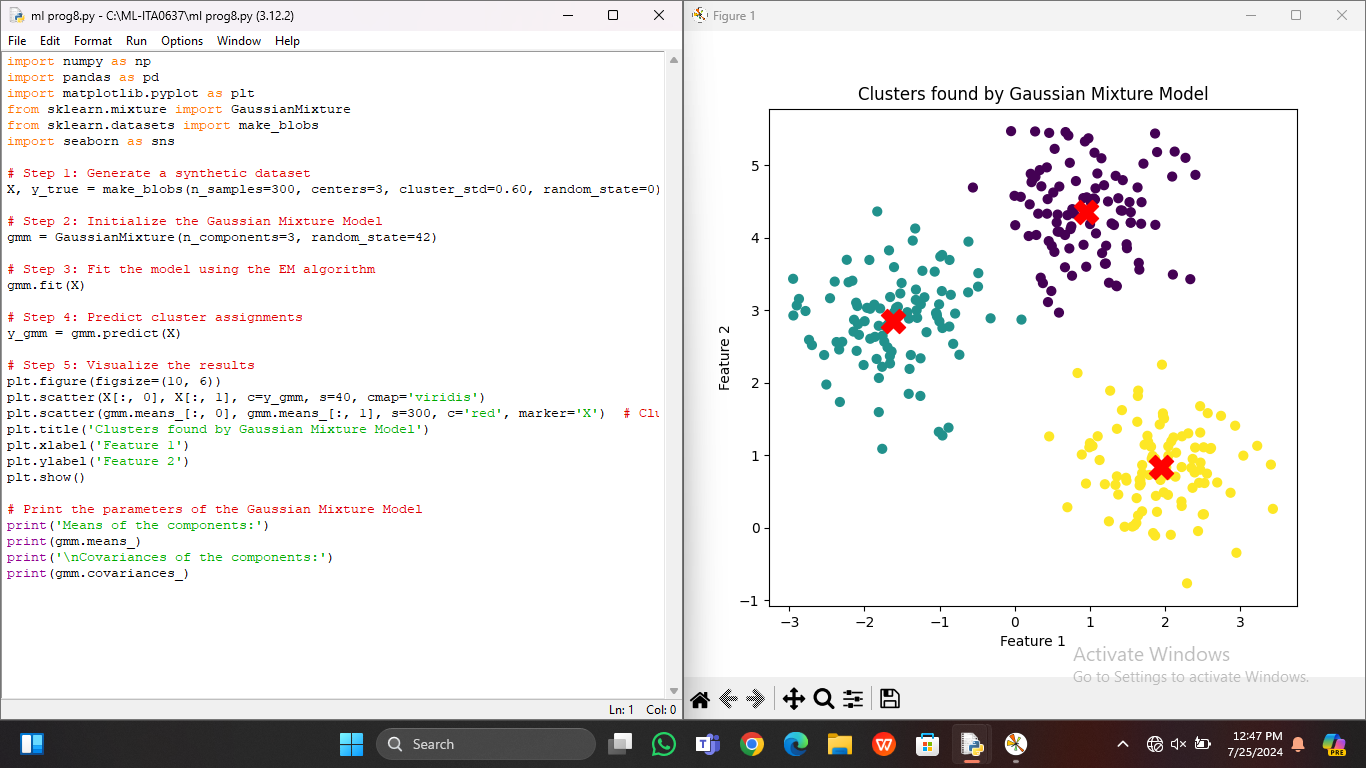 ml prog8.py - C:\ML-ITA0637\ml prog8.py (3.12.2)
File Edit Format Run Options Window Help
import numpy as np
import pandas as pd
import matplotlib.pyplot as plt
from sklearn.mixture import GaussianMixture
from sklearn.datasets import make_blobs
import seaborn as sns
# Step 1: Generate a synthetic dataset
X, y_true = make_blobs(n_samples=300, centers=3, cluster_std=0.60, random_state=0)
# Step 2: Initialize the Gaussian Mixture Model
gmm = GaussianMixture(n_components=3, random_state=42)
# Step 3: Fit the model using the EM algorithm
gmm.fit(X)
# Step 4: Predict cluster assignments
y_gmm = gmm.predict(X)
# Step 5: Visualize the results
plt.figure(figsize=(10, 6))
plt.scatter(X[:, 0], X[:, 1], c=y_gmm, s=40, cmap='viridis')
plt.scatter(gmm.means_[:, 0], gmm.means_[:, 1], s=300, c='red', marker='X')  # Clu
plt.title('Clusters found by Gaussian Mixture Model')
plt.xlabel('Feature 1')
plt.ylabel('Feature 2')
plt.show()
# Print the parameters of the Gaussian Mixture Model
print('Means of the components:')
print(gmm.means_)
print('\nCovariances of the components:')
print(gmm.covariances_)
Ln: 1 Col: 0
Figure 1
Clusters found by Gaussian Mixture Model
Feature 2
5
4
3
2
1
0
−1
−3 −2 −1 0 1 2 3
Feature 1
Activate Windows
Go to Settings to activate Windows.
Search
12:47 PM
7/25/2024
PRE